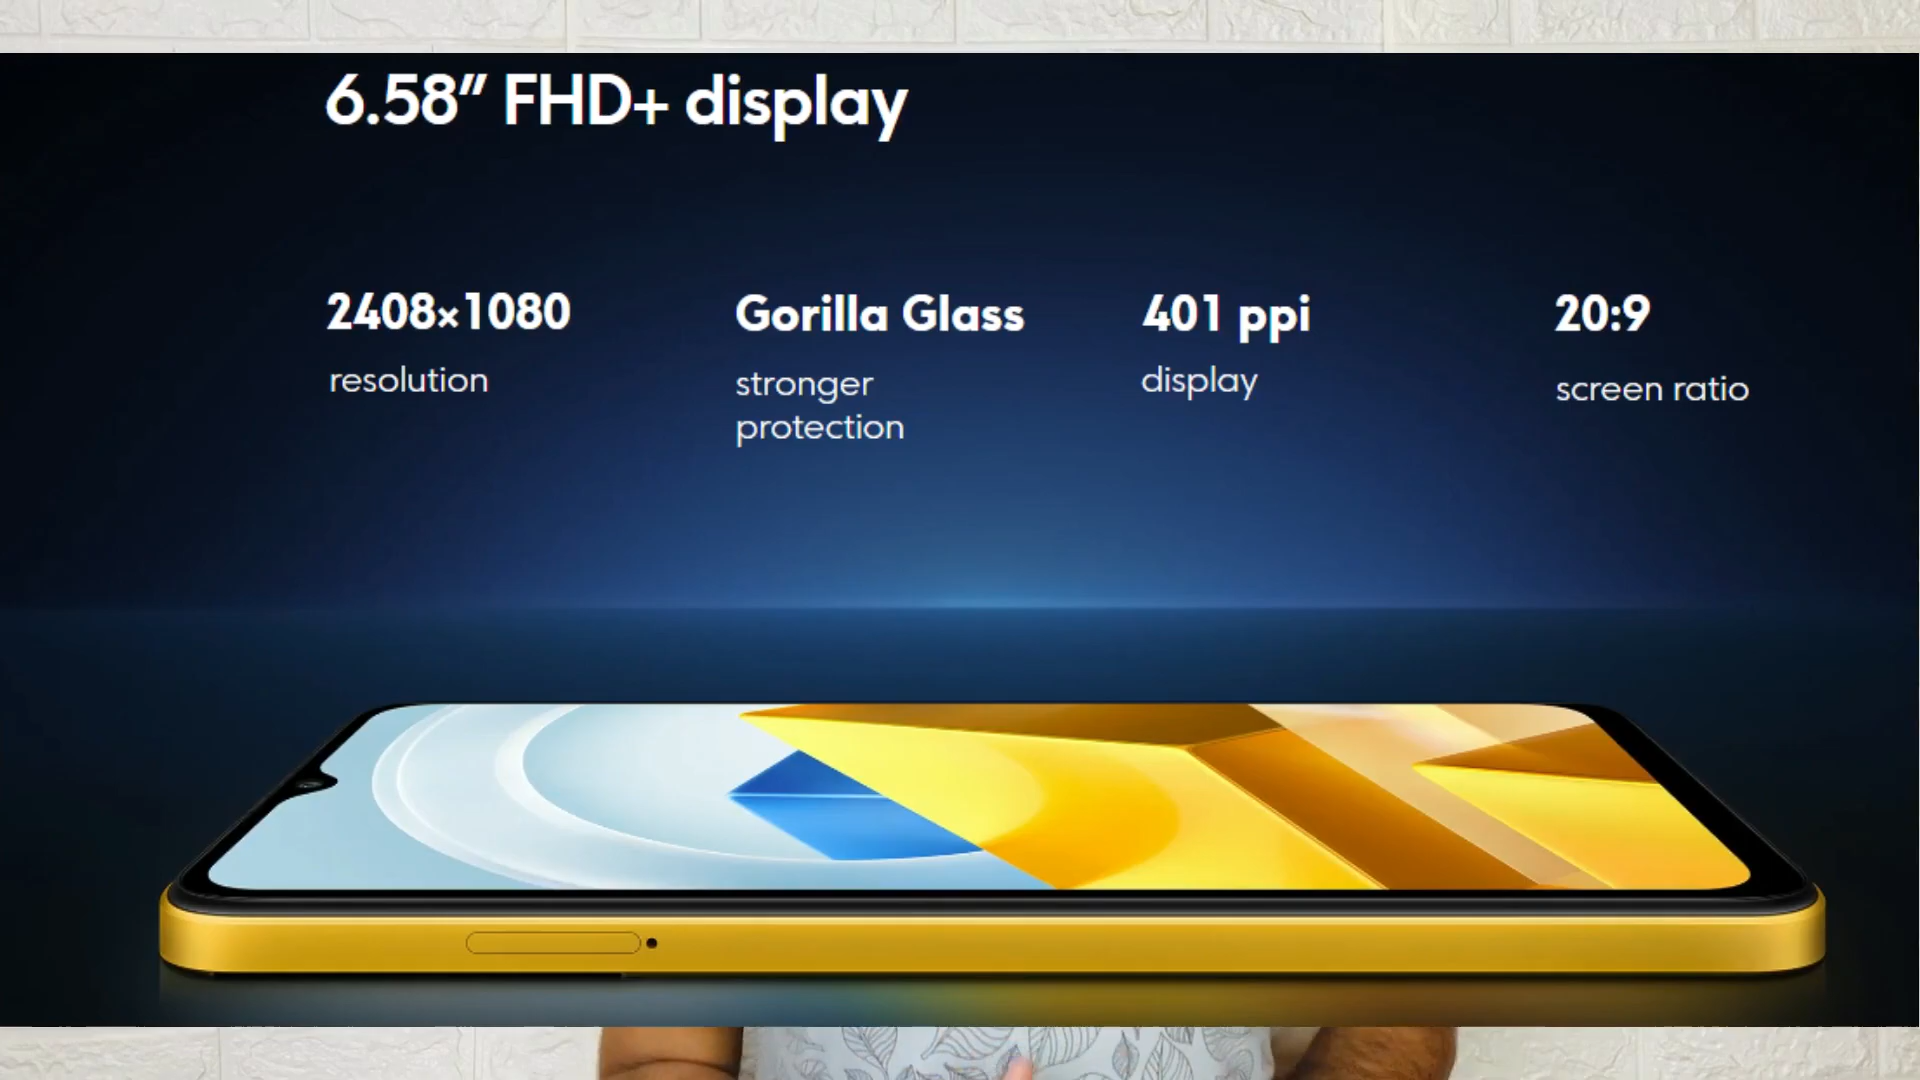 6.58” FHD+ display
2408×1080
resolution
Gorilla Glass
stronger
protection
401 ppi
display
20:9
screen ratio